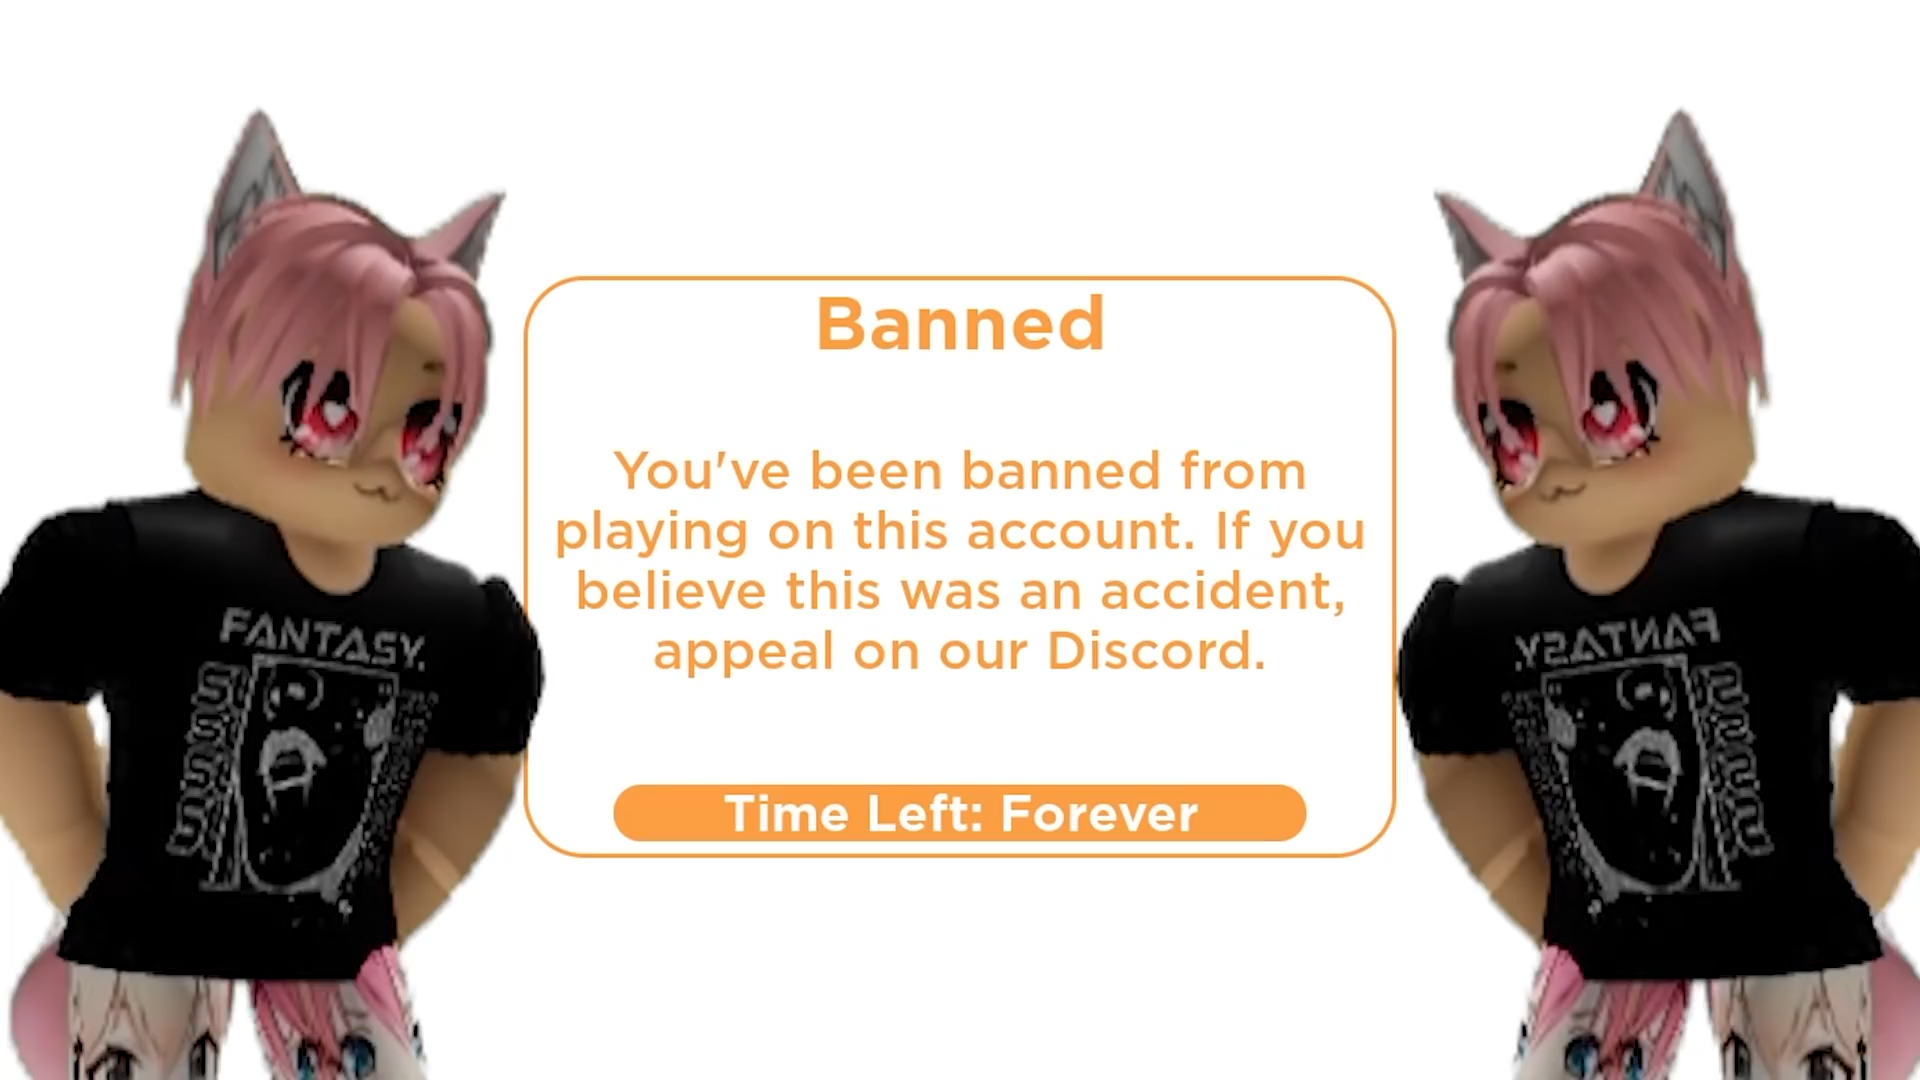 Banned
You've been banned from
playing on this account. If you
believe this was an accident,
appeal on our Discord.
Time Left: Forever
FANTASY.
FANTASY.